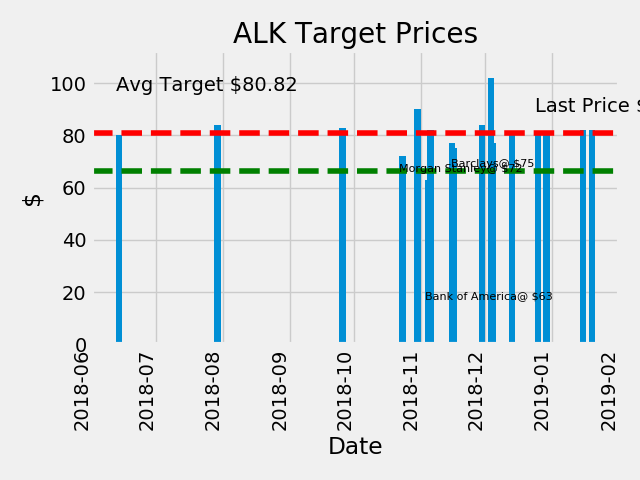 ALK Target Prices
Avg Target $80.82
Last Price $
Barclays@ $75
Morgan Stanley@ $72
Bank of America@ $63
$
100
80
60
40
20
0
2018-06
2018-07
2018-08
2018-09
2018-10
2018-11
2018-12
2019-01
2019-02
Date